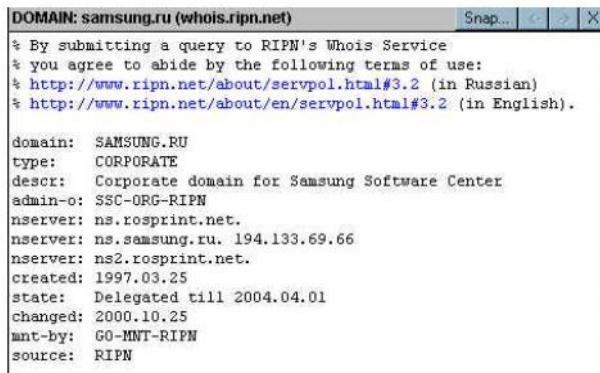 DOMAIN: samsung.ru (whois.ripn.net) Snap...
% By submitting a query to RIPN's Whois Service
% you agree to abide by the following terms of use:
% http://www.ripn.net/about/servpol.html#3.2 (in Russian)
% http://www.ripn.net/about/en/servpol.html#3.2 (in English).
domain: SAMSUNG.RU
type: CORPORATE
descr: Corporate domain for Samsung Software Center
admin-o: SSC-ORG-RIPN
nserver: ns.rosprint.net.
nserver: ns.samsung.ru. 194.133.69.66
nserver: ns2.rosprint.net.
created: 1997.03.25
state: Delegated till 2004.04.01
changed: 2000.10.25
mnt-by: GO-MNT-RIPN
source: RIPN